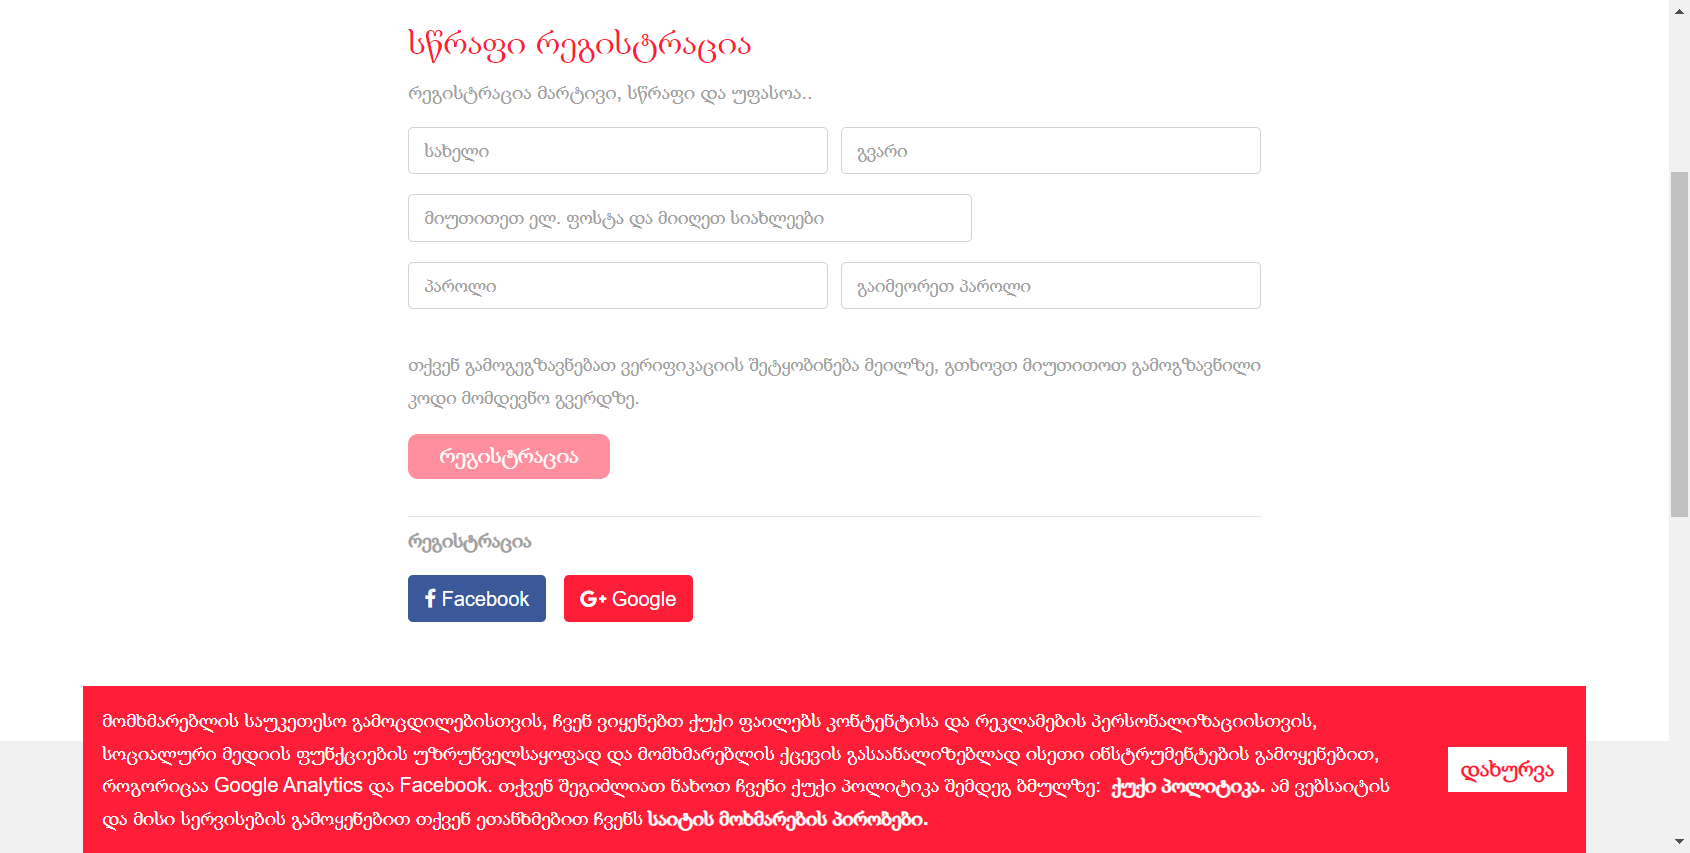 სწრაფი რეგისტრაცია
რეგისტრაცია მარტივი, სწრაფი და უფასოა..
სახელი
გვარი
მიუთითეთ ელ. ფოსტა და მიიღეთ სიახლეები
პაროლი
გაიმეორეთ პაროლი
თქვენ გამოგეგზავნებათ ვერიფიკაციის შეტყობინება მეილზე, გთხოვთ მიუთითოთ გამოგზავნილი
კოდი მომდევნო გვერდზე.
რეგისტრაცია
რეგისტრაცია
Facebook
G+ Google
მომხმარებლის საუკეთესო გამოცდილებისთვის, ჩვენ ვიყენებთ ქუქი ფაილებს კონტენტისა და რეკლამების პერსონალიზაციისთვის,
სოციალური მედიის ფუნქციების უზრუნველსაყოფად და მომხმარებლის ქცევის გასაანალიზებლად ისეთი ინსტრუმენტების გამოყენებით,
როგორიცაა Google Analytics და Facebook. თქვენ შეგიძლიათ ნახოთ ჩვენი ქუქი პოლიტიკა შემდეგ ბმულზე: ქუქი პოლიტიკა. ამ ვებსაიტის
და მისი სერვისების გამოყენებით თქვენ ეთანხმებით ჩვენს საიტის მოხმარების პირობები.
დახურვა